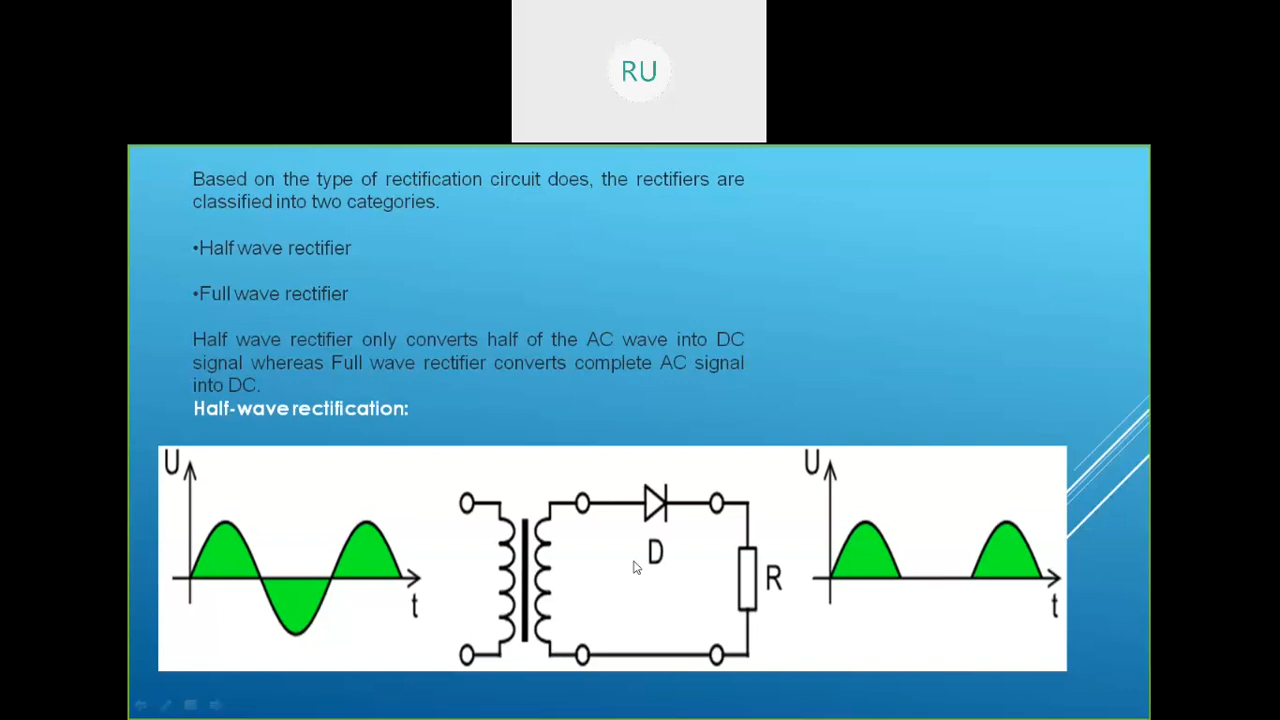 RU
Based on the type of rectification circuit does, the rectifiers are
classified into two categories.
•Half wave rectifier
•Full wave rectifier
Half wave rectifier only converts half of the AC wave into DC
signal whereas Full wave rectifier converts complete AC signal
into DC.
Half-wave rectification:
U
t
D
R
U
t